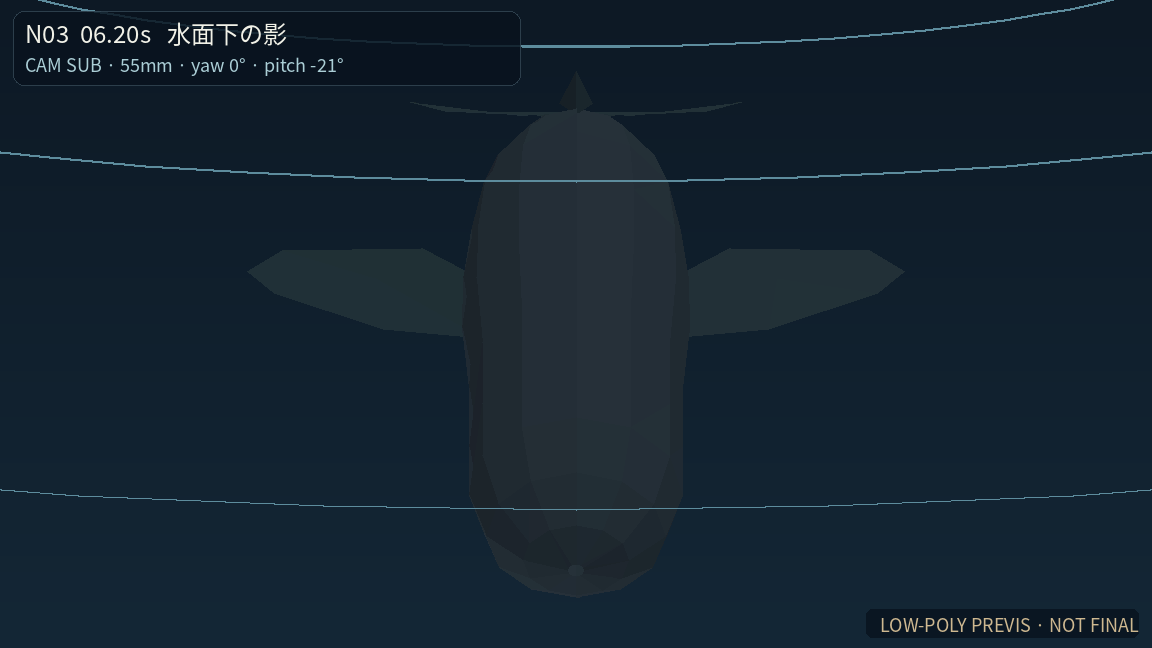 N03 06.20s 水面下の影
CAM SUB · 55mm · yaw 0° · pitch -21°
LOW-POLY PREVIS · NOT FINAL